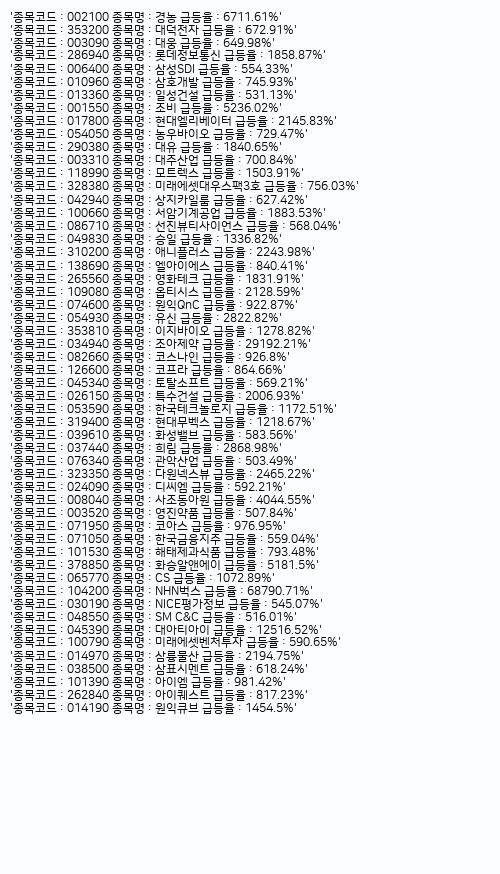 '종목코드 : 002100 종목명 : 경농 급등율 : 6711.61%'
'종목코드 : 353200 종목명 : 대덕전자 급등율 : 672.91%'
'종목코드 : 003090 종목명 : 대웅 급등율 : 649.98%'
'종목코드 : 286940 종목명 : 롯데정보통신 급등율 : 1858.87%'
'종목코드 : 006400 종목명 : 삼성SDI 급등율 : 554.33%'
'종목코드 : 010960 종목명 : 삼호개발 급등율 : 745.93%'
'종목코드 : 013360 종목명 : 일성건설 급등율 : 531.13%'
'종목코드 : 001550 종목명 : 조비 급등율 : 5236.02%'
'종목코드 : 017800 종목명 : 현대엘리베이터 급등율 : 2145.83%'
'종목코드 : 054050 종목명 : 농우바이오 급등율 : 729.47%'
'종목코드 : 290380 종목명 : 대유 급등율 : 1840.65%'
'종목코드 : 003310 종목명 : 대주산업 급등율 : 700.84%'
'종목코드 : 118990 종목명 : 모트렉스 급등율 : 1503.91%'
'종목코드 : 328380 종목명 : 미래에셋대우스팩3호 급등율 : 756.03%'
'종목코드 : 042940 종목명 : 상지카일룸 급등율 : 627.42%'
'종목코드 : 100660 종목명 : 서암기계공업 급등율 : 1883.53%'
'종목코드 : 086710 종목명 : 선진뷰티사이언스 급등율 : 568.04%'
'종목코드 : 049830 종목명 : 승일 급등율 : 1336.82%'
'종목코드 : 310200 종목명 : 애니플러스 급등율 : 2243.98%'
'종목코드 : 138690 종목명 : 엘아이에스 급등율 : 840.41%'
'종목코드 : 265560 종목명 : 영화테크 급등율 : 1831.91%'
'종목코드 : 109080 종목명 : 옵티시스 급등율 : 2128.59%'
'종목코드 : 074600 종목명 : 원익QnC 급등율 : 922.87%'
'종목코드 : 054930 종목명 : 유신 급등율 : 2822.82%'
'종목코드 : 353810 종목명 : 이지바이오 급등율 : 1278.82%'
'종목코드 : 034940 종목명 : 조아제약 급등율 : 29192.21%'
'종목코드 : 082660 종목명 : 코스나인 급등율 : 926.8%'
'종목코드 : 126600 종목명 : 코프라 급등율 : 864.66%'
'종목코드 : 045340 종목명 : 토탈소프트 급등율 : 569.21%'
'종목코드 : 026150 종목명 : 특수건설 급등율 : 2006.93%'
'종목코드 : 053590 종목명 : 한국테크놀로지 급등율 : 1172.51%'
'종목코드 : 319400 종목명 : 현대무벡스 급등율 : 1218.67%'
'종목코드 : 039610 종목명 : 화성밸브 급등율 : 583.56%'
'종목코드 : 037440 종목명 : 희림 급등율 : 2868.98%'
'종목코드 : 076340 종목명 : 관악산업 급등율 : 503.49%'
'종목코드 : 323350 종목명 : 다원넥스뷰 급등율 : 2465.22%'
'종목코드 : 024090 종목명 : 디씨엠 급등율 : 592.21%'
'종목코드 : 008040 종목명 : 사조동아원 급등율 : 4044.55%'
'종목코드 : 003520 종목명 : 영진약품 급등율 : 507.84%'
'종목코드 : 071950 종목명 : 코아스 급등율 : 976.95%'
'종목코드 : 071050 종목명 : 한국금융지주 급등율 : 559.04%'
'종목코드 : 101530 종목명 : 해태제과식품 급등율 : 793.48%'
'종목코드 : 378850 종목명 : 화승알앤에이 급등율 : 5181.5%'
'종목코드 : 065770 종목명 : CS 급등율 : 1072.89%'
'종목코드 : 104200 종목명 : NHN벅스 급등율 : 68790.71%'
'종목코드 : 030190 종목명 : NICE평가정보 급등율 : 545.07%'
'종목코드 : 048550 종목명 : SM C&C 급등율 : 516.01%'
'종목코드 : 045390 종목명 : 대아티아이 급등율 : 12516.52%'
'종목코드 : 100790 종목명 : 미래에셋벤처투자 급등율 : 590.65%'
'종목코드 : 014970 종목명 : 삼륭물산 급등율 : 2194.75%'
'종목코드 : 038500 종목명 : 삼표시멘트 급등율 : 618.24%'
'종목코드 : 101390 종목명 : 아이엠 급등율 : 981.42%'
'종목코드 : 262840 종목명 : 아이퀘스트 급등율 : 817.23%'
'종목코드 : 014190 종목명 : 원익큐브 급등율 : 1454.5%'